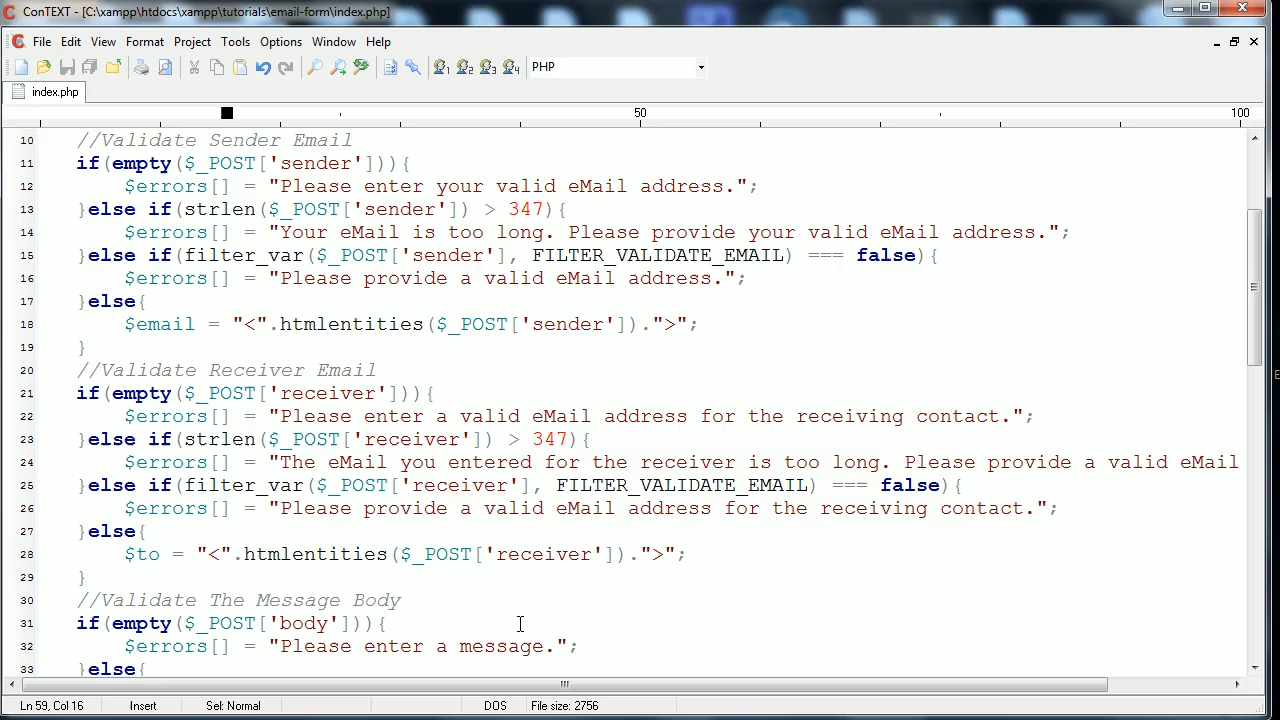 ConTEXT - [C:\xampp\htdocs\xampp\tutorials\email-form\index.php]
File Edit View Format Project Tools Options Window Help
PHP
index.php
50 100
10 //Validate Sender Email
11 if(empty($_POST['sender'])){
12 $errors[] = "Please enter your valid eMail address.";
13 }else if(strlen($_POST['sender']) > 347){
14 $errors[] = "Your eMail is too long. Please provide your valid eMail address.";
15 }else if(filter_var($_POST['sender'], FILTER_VALIDATE_EMAIL) === false){
16 $errors[] = "Please provide a valid eMail address.";
17 }else{
18 $email = "<".htmlentities($_POST['sender']).">";
19 }
20 //Validate Receiver Email
21 if(empty($_POST['receiver'])){
22 $errors[] = "Please enter a valid eMail address for the receiving contact.";
23 }else if(strlen($_POST['receiver']) > 347){
24 $errors[] = "The eMail you entered for the receiver is too long. Please provide a valid eMail
25 }else if(filter_var($_POST['receiver'], FILTER_VALIDATE_EMAIL) === false){
26 $errors[] = "Please provide a valid eMail address for the receiving contact.";
27 }else{
28 $to = "<".htmlentities($_POST['receiver']).">";
29 }
30 //Validate The Message Body
31 if(empty($_POST['body'])){
32 $errors[] = "Please enter a message.";
33 }else{
Ln 59, Col 16 Insert Sel: Normal DOS File size: 2756